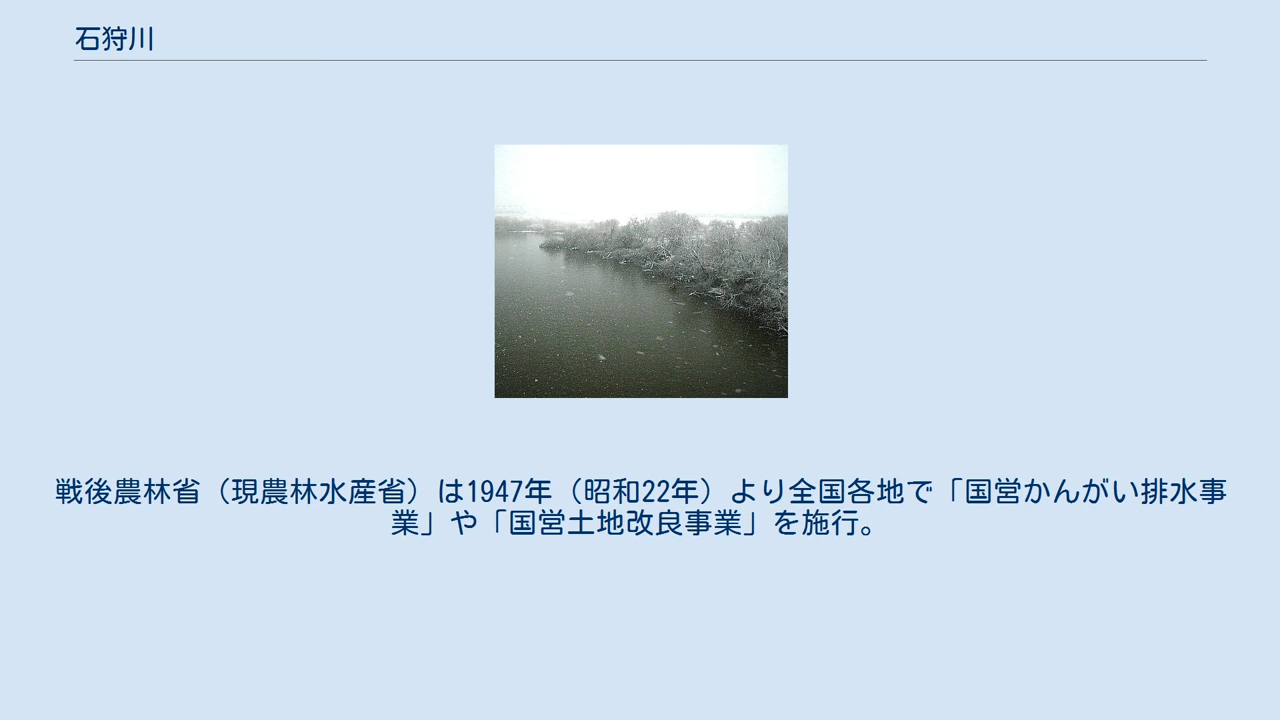 石狩川
戦後農林省（現農林水産省）は1947年（昭和22年）より全国各地で「国営かんがい排水事
業」や「国営土地改良事業」を施行。